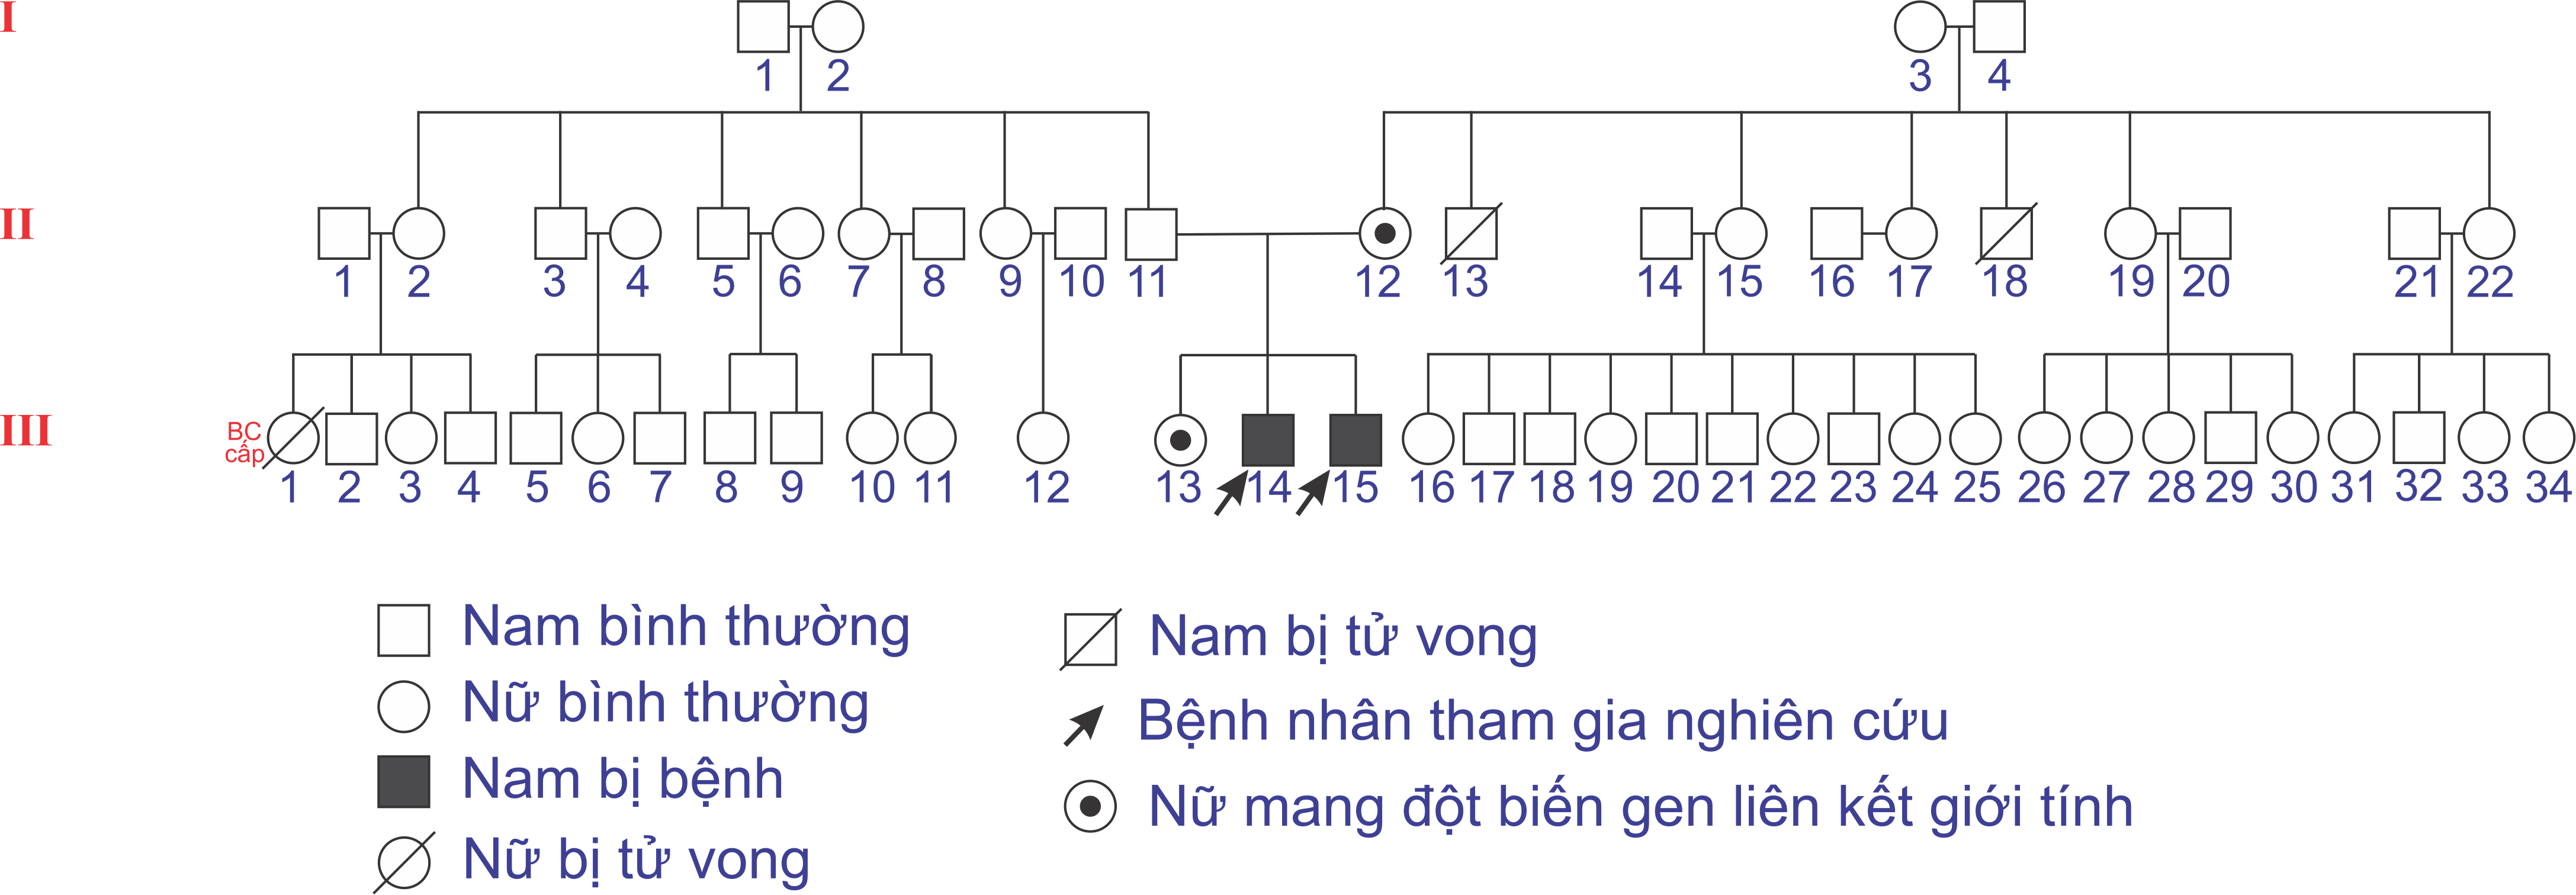 I
1 2 3 4
II
1 2 3 4 5 6 7 8 9 10 11 12 13 14 15 16 17 18 19 20 21 22
III
BC
cấp
1 2 3 4 5 6 7 8 9 10 11 12 13 14 15 16 17 18 19 20 21 22 23 24 25 26 27 28 29 30 31 32 33 34
Nam bình thường
Nữ bình thường
Nam bị bệnh
Nữ bị tử vong
Nam bị tử vong
Bệnh nhân tham gia nghiên cứu
Nữ mang đột biến gen liên kết giới tính